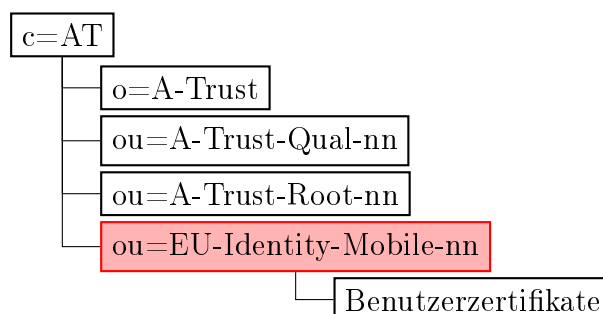 c=AT
o=A-Trust
ou=A-Trust-Qual-nn
ou=A-Trust-Root-nn
ou=EU-Identity-Mobile-nn
Benutzerzertifikate